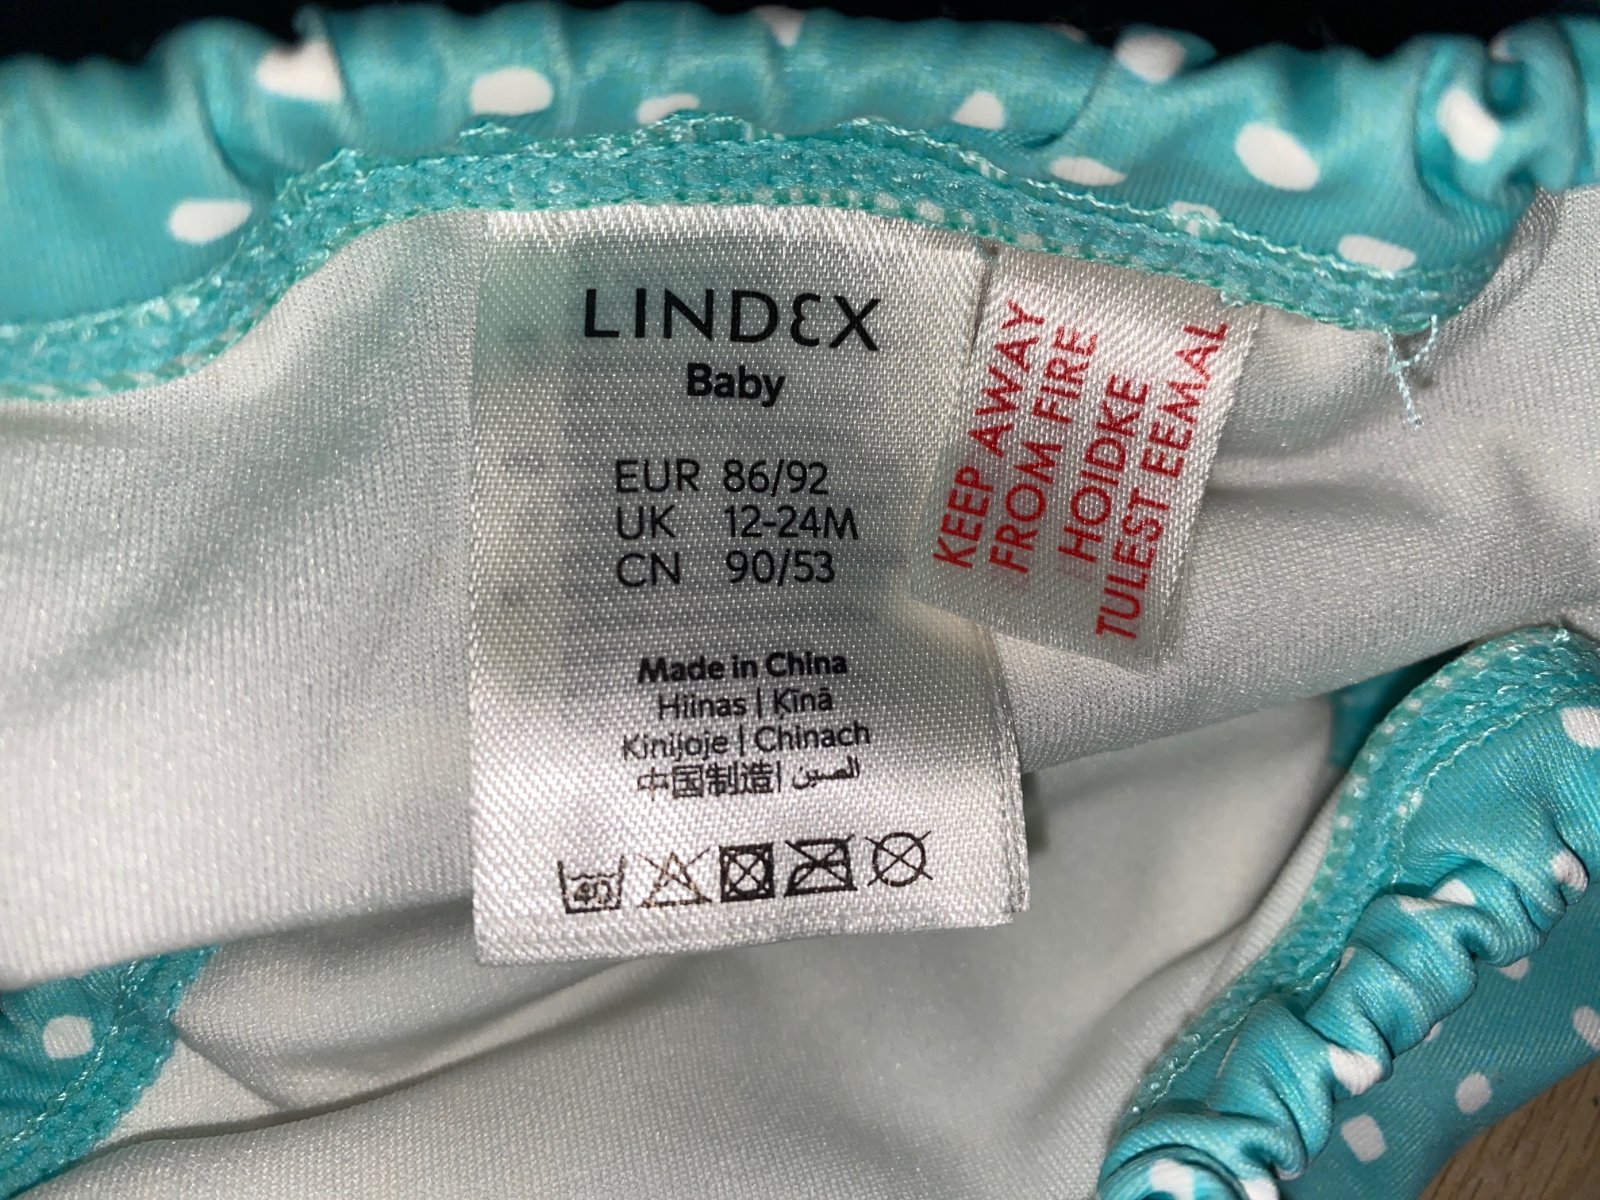 LINDEX
Baby
EUR 86/92
UK 12-24M
CN 90/53
Made in China
Hiinas | Ķīnā
Kinijoje | Chinach
中国制造 | الصين
40
KEEP AWAY
FROM FIRE
HOIDKE
TULEST EEMAL